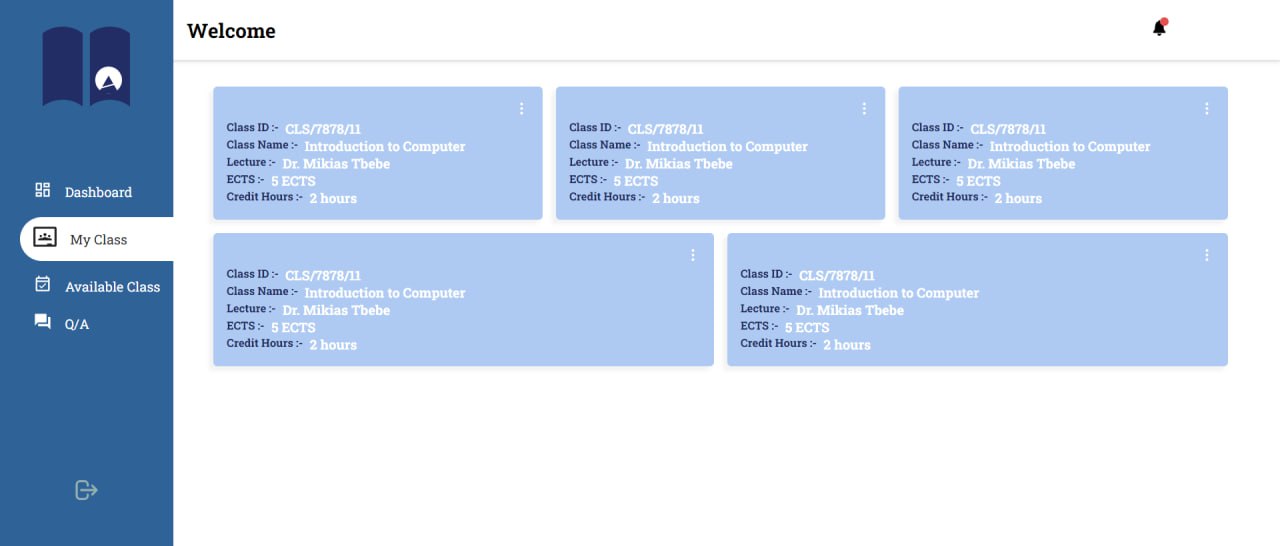 Welcome
Dashboard
My Class
Available Class
Q/A
Class ID :- CLS/7878/11
Class Name :- Introduction to Computer
Lecture :- Dr. Mikias Tbebe
ECTS :- 5 ECTS
Credit Hours :- 2 hours
Class ID :- CLS/7878/11
Class Name :- Introduction to Computer
Lecture :- Dr. Mikias Tbebe
ECTS :- 5 ECTS
Credit Hours :- 2 hours
Class ID :- CLS/7878/11
Class Name :- Introduction to Computer
Lecture :- Dr. Mikias Tbebe
ECTS :- 5 ECTS
Credit Hours :- 2 hours
Class ID :- CLS/7878/11
Class Name :- Introduction to Computer
Lecture :- Dr. Mikias Tbebe
ECTS :- 5 ECTS
Credit Hours :- 2 hours
Class ID :- CLS/7878/11
Class Name :- Introduction to Computer
Lecture :- Dr. Mikias Tbebe
ECTS :- 5 ECTS
Credit Hours :- 2 hours